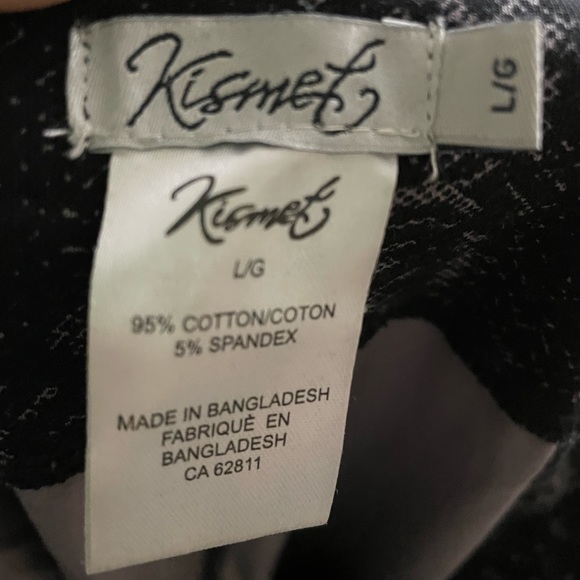 Kismet
L/G
Kismet
L/G
95% COTTON/COTON
5% SPANDEX
MADE IN BANGLADESH
FABRIQUÈ EN
BANGLADESH
CA 62811